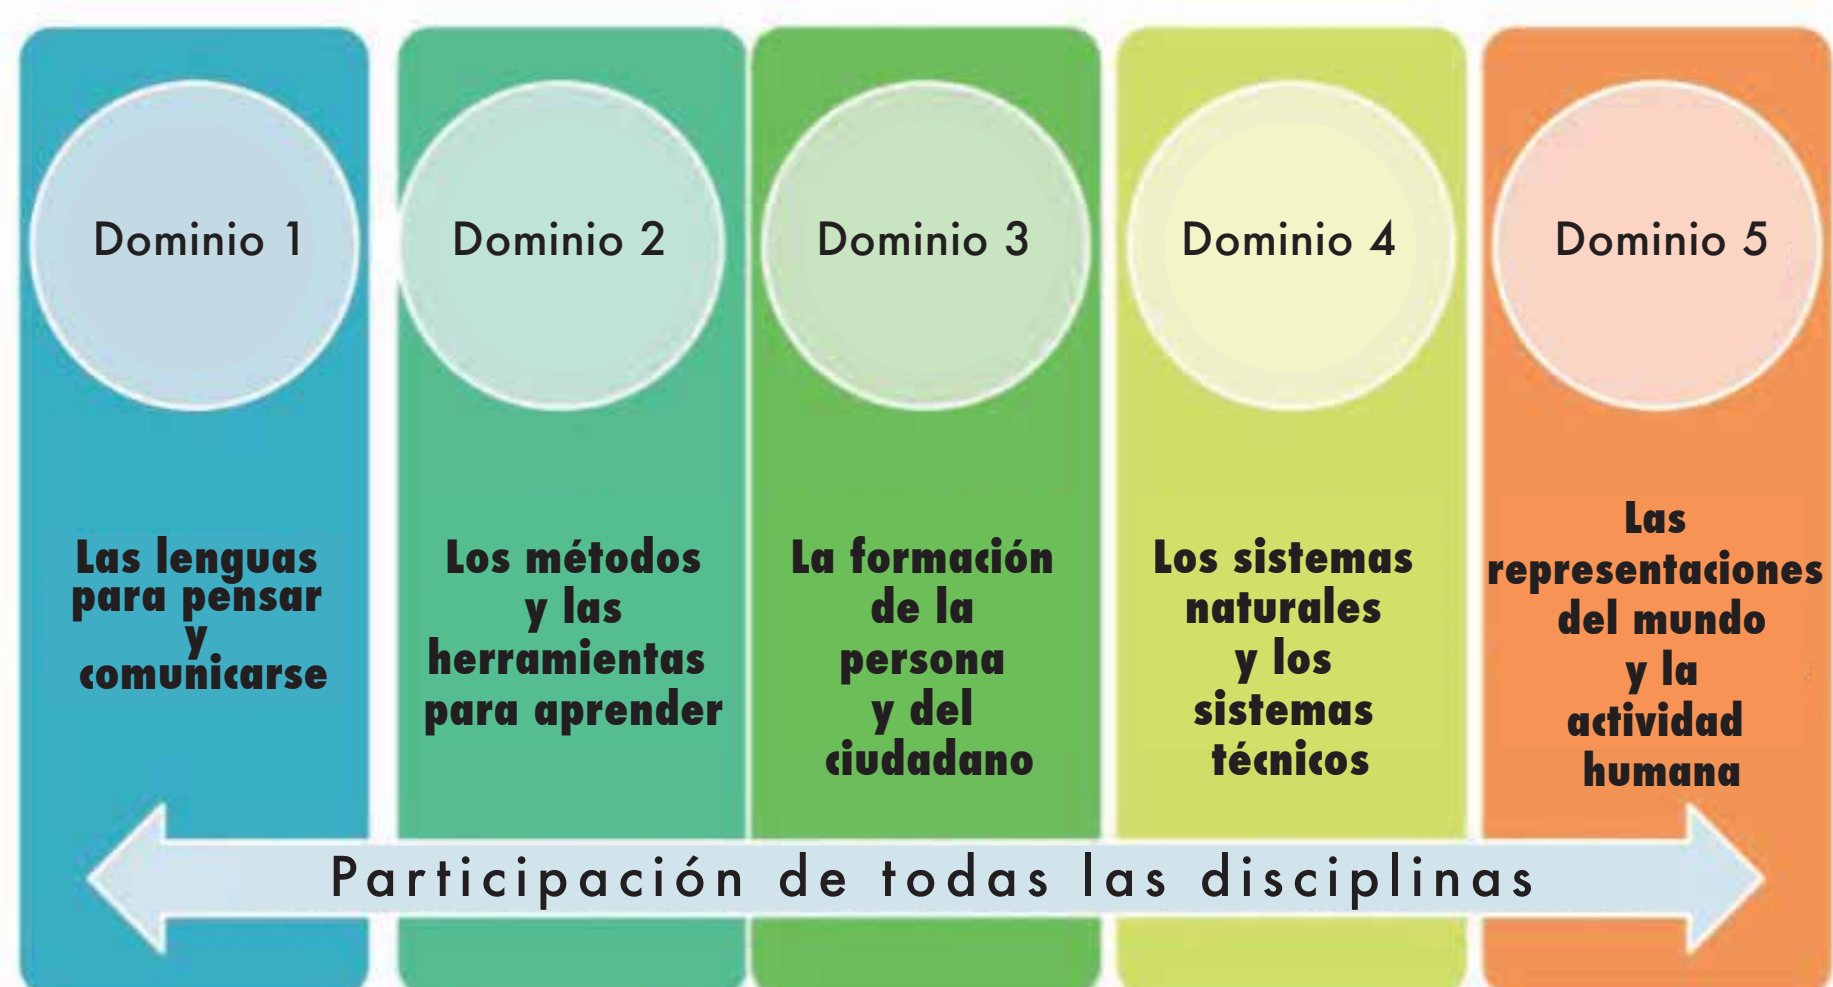 Dominio 1
Las lenguas
para pensar
y
comunicarse
Dominio 2
Los métodos
y las
herramientas
para aprender
Dominio 3
La formación
de la
persona
y del
ciudadano
Dominio 4
Los sistemas
naturales
y los
sistemas
técnicos
Dominio 5
Las
representaciones
del mundo
y la
actividad
humana
Participación de todas las disciplinas